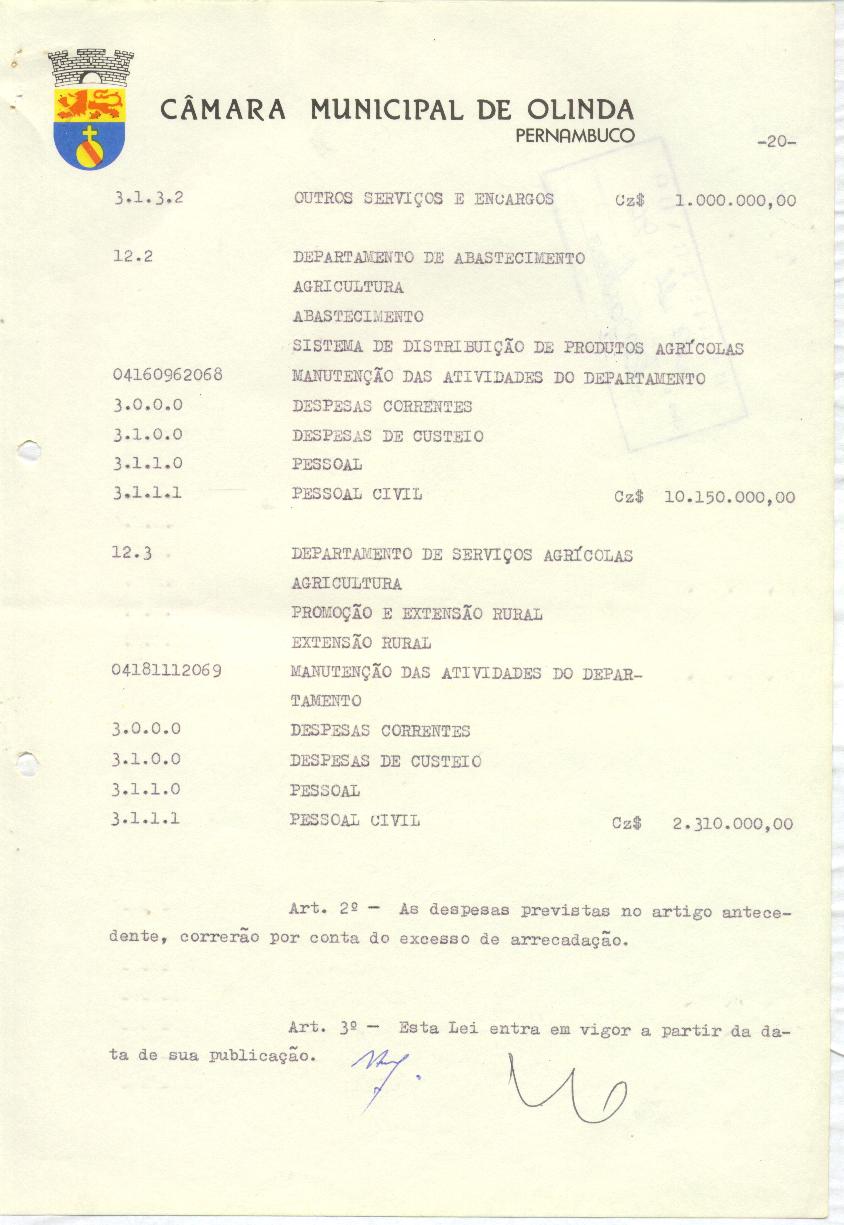 CÂMARA MUNICIPAL DE OLINDA
PERNAMBUCO
-20-
3.1.3.2 OUTROS SERVIÇOS E ENCARGOS Cz$ 1.000.000,00
12.2 DEPARTAMENTO DE ABASTECIMENTO
AGRICULTURA
ABASTECIMENTO
SISTEMA DE DISTRIBUIÇÃO DE PRODUTOS AGRÍCOLAS
04160962068 MANUTENÇÃO DAS ATIVIDADES DO DEPARTAMENTO
3.0.0.0 DESPESAS CORRENTES
3.1.0.0 DESPESAS DE CUSTEIO
3.1.1.0 PESSOAL
3.1.1.1 PESSOAL CIVIL Cz$ 10.150.000,00
12.3 DEPARTAMENTO DE SERVIÇOS AGRÍCOLAS
AGRICULTURA
PROMOÇÃO E EXTENSÃO RURAL
EXTENSÃO RURAL
04181112069 MANUTENÇÃO DAS ATIVIDADES DO DEPAR-
TAMENTO
3.0.0.0 DESPESAS CORRENTES
3.1.0.0 DESPESAS DE CUSTEIO
3.1.1.0 PESSOAL
3.1.1.1 PESSOAL CIVIL Cz$ 2.310.000,00
Art. 2º - As despesas previstas no artigo antece-
dente, correrão por conta do excesso de arrecadação.
Art. 3º - Esta Lei entra em vigor a partir da da-
ta de sua publicação.